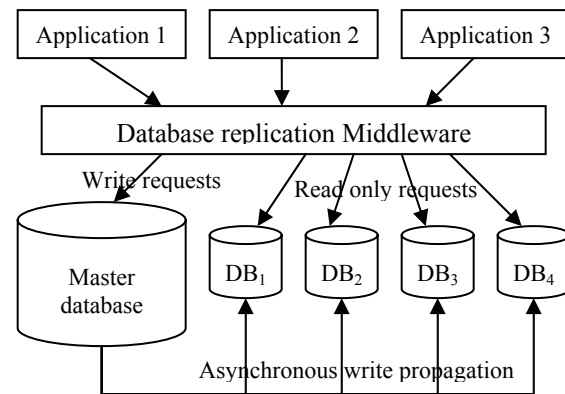 Application 1 Application 2 Application 3
Database replication Middleware
Write requests Read only requests
Master database
DB₁ DB₂ DB₃ DB₄
Asynchronous write propagation